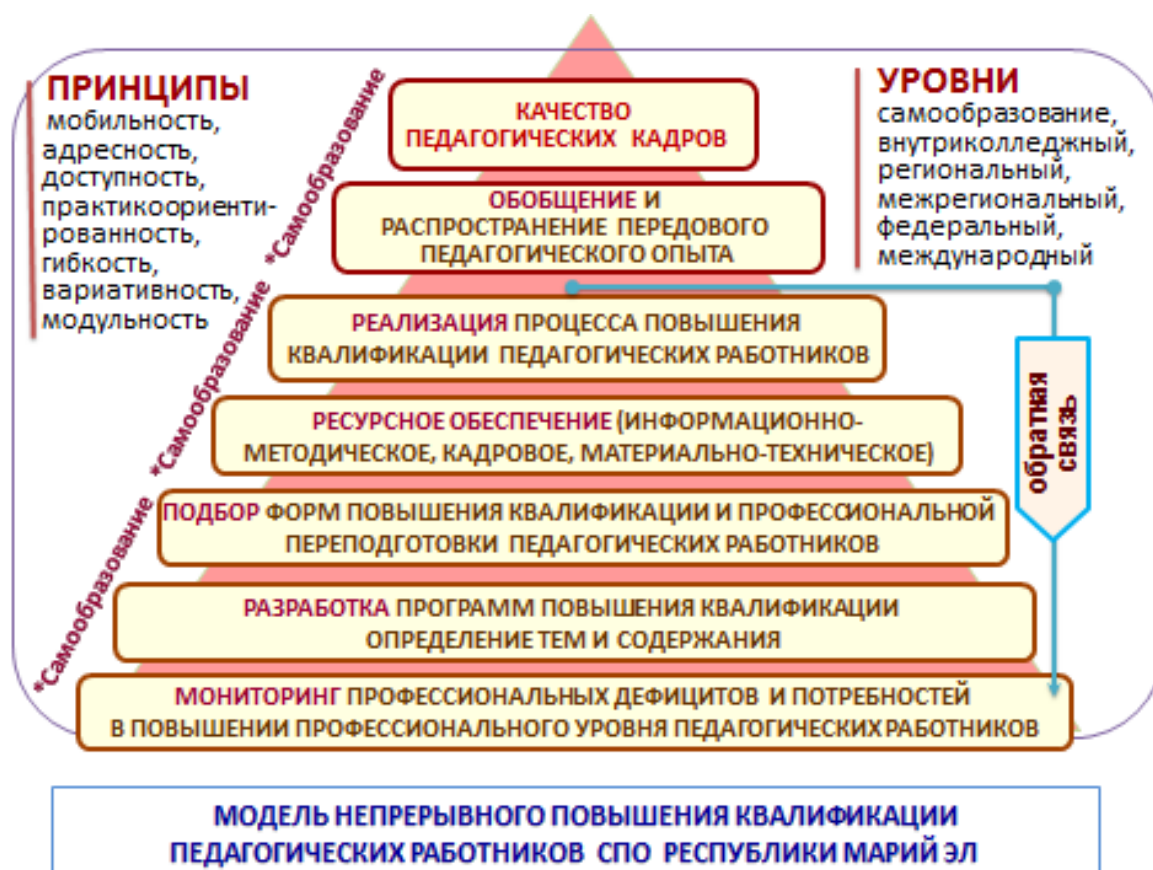 ПРИНЦИПЫ
мобильность,
адресность,
доступность,
практикоориенти-
рованность,
гибкость,
вариативность,
модульность
*Самообразование *Самообразование *Самообразование
УРОВНИ
самообразование,
внутриколледжный,
региональный,
межрегиональный,
федеральный,
международный
КАЧЕСТВО
ПЕДАГОГИЧЕСКИХ КАДРОВ
ОБОБЩЕНИЕ И
РАСПРОСТРАНЕНИЕ ПЕРЕДОВОГО
ПЕДАГОГИЧЕСКОГО ОПЫТА
РЕАЛИЗАЦИЯ ПРОЦЕССА ПОВЫШЕНИЯ
КВАЛИФИКАЦИИ ПЕДАГОГИЧЕСКИХ РАБОТНИКОВ
РЕСУРСНОЕ ОБЕСПЕЧЕНИЕ (ИНФОРМАЦИОННО-
МЕТОДИЧЕСКОЕ, КАДРОВОЕ, МАТЕРИАЛЬНО-ТЕХНИЧЕСКОЕ)
ПОДБОР ФОРМ ПОВЫШЕНИЯ КВАЛИФИКАЦИИ И ПРОФЕССИОНАЛЬНОЙ
ПЕРЕПОДГОТОВКИ ПЕДАГОГИЧЕСКИХ РАБОТНИКОВ
РАЗРАБОТКА ПРОГРАММ ПОВЫШЕНИЯ КВАЛИФИКАЦИИ
ОПРЕДЕЛЕНИЕ ТЕМ И СОДЕРЖАНИЯ
МОНИТОРИНГ ПРОФЕССИОНАЛЬНЫХ ДЕФИЦИТОВ И ПОТРЕБНОСТЕЙ
В ПОВЫШЕНИИ ПРОФЕССИОНАЛЬНОГО УРОВНЯ ПЕДАГОГИЧЕСКИХ РАБОТНИКОВ
обратная
связь
МОДЕЛЬ НЕПРЕРЫВНОГО ПОВЫШЕНИЯ КВАЛИФИКАЦИИ
ПЕДАГОГИЧЕСКИХ РАБОТНИКОВ СПО РЕСПУБЛИКИ МАРИЙ ЭЛ